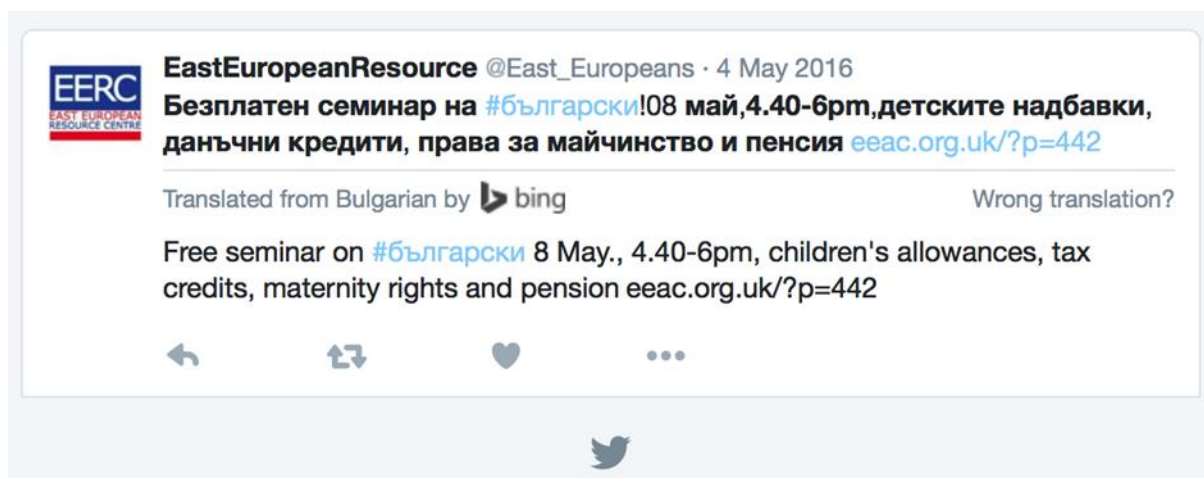 EERC
EAST EUROPEAN
RESOURCE CENTRE
EastEuropeanResource @East_Europeans · 4 May 2016
Безплатен семинар на #български!08 май,4.40-6pm,детските надбавки,
данъчни кредити, права за майчинство и пенсия eeac.org.uk/?p=442
Translated from Bulgarian by bing
Wrong translation?
Free seminar on #български 8 May., 4.40-6pm, children's allowances, tax
credits, maternity rights and pension eeac.org.uk/?p=442